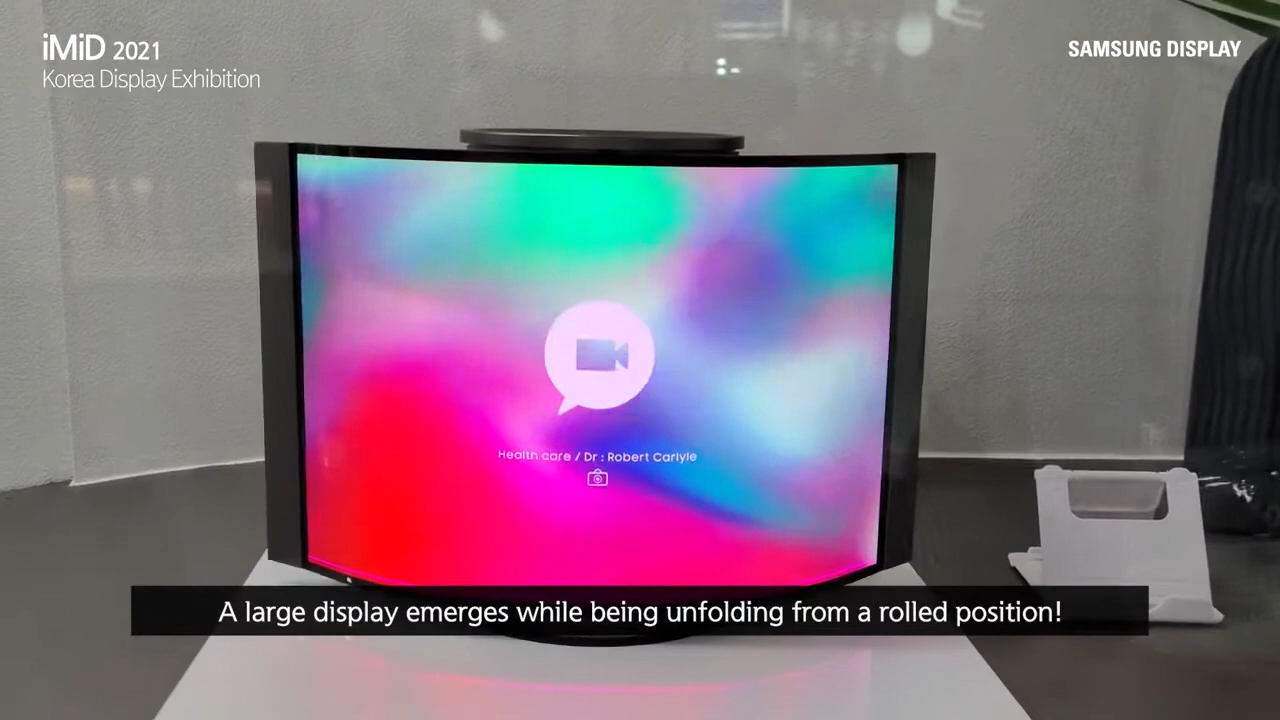 iMiD 2021
Korea Display Exhibition
SAMSUNG DISPLAY
Health care / Dr : Robert Carlyle
A large display emerges while being unfolding from a rolled position!